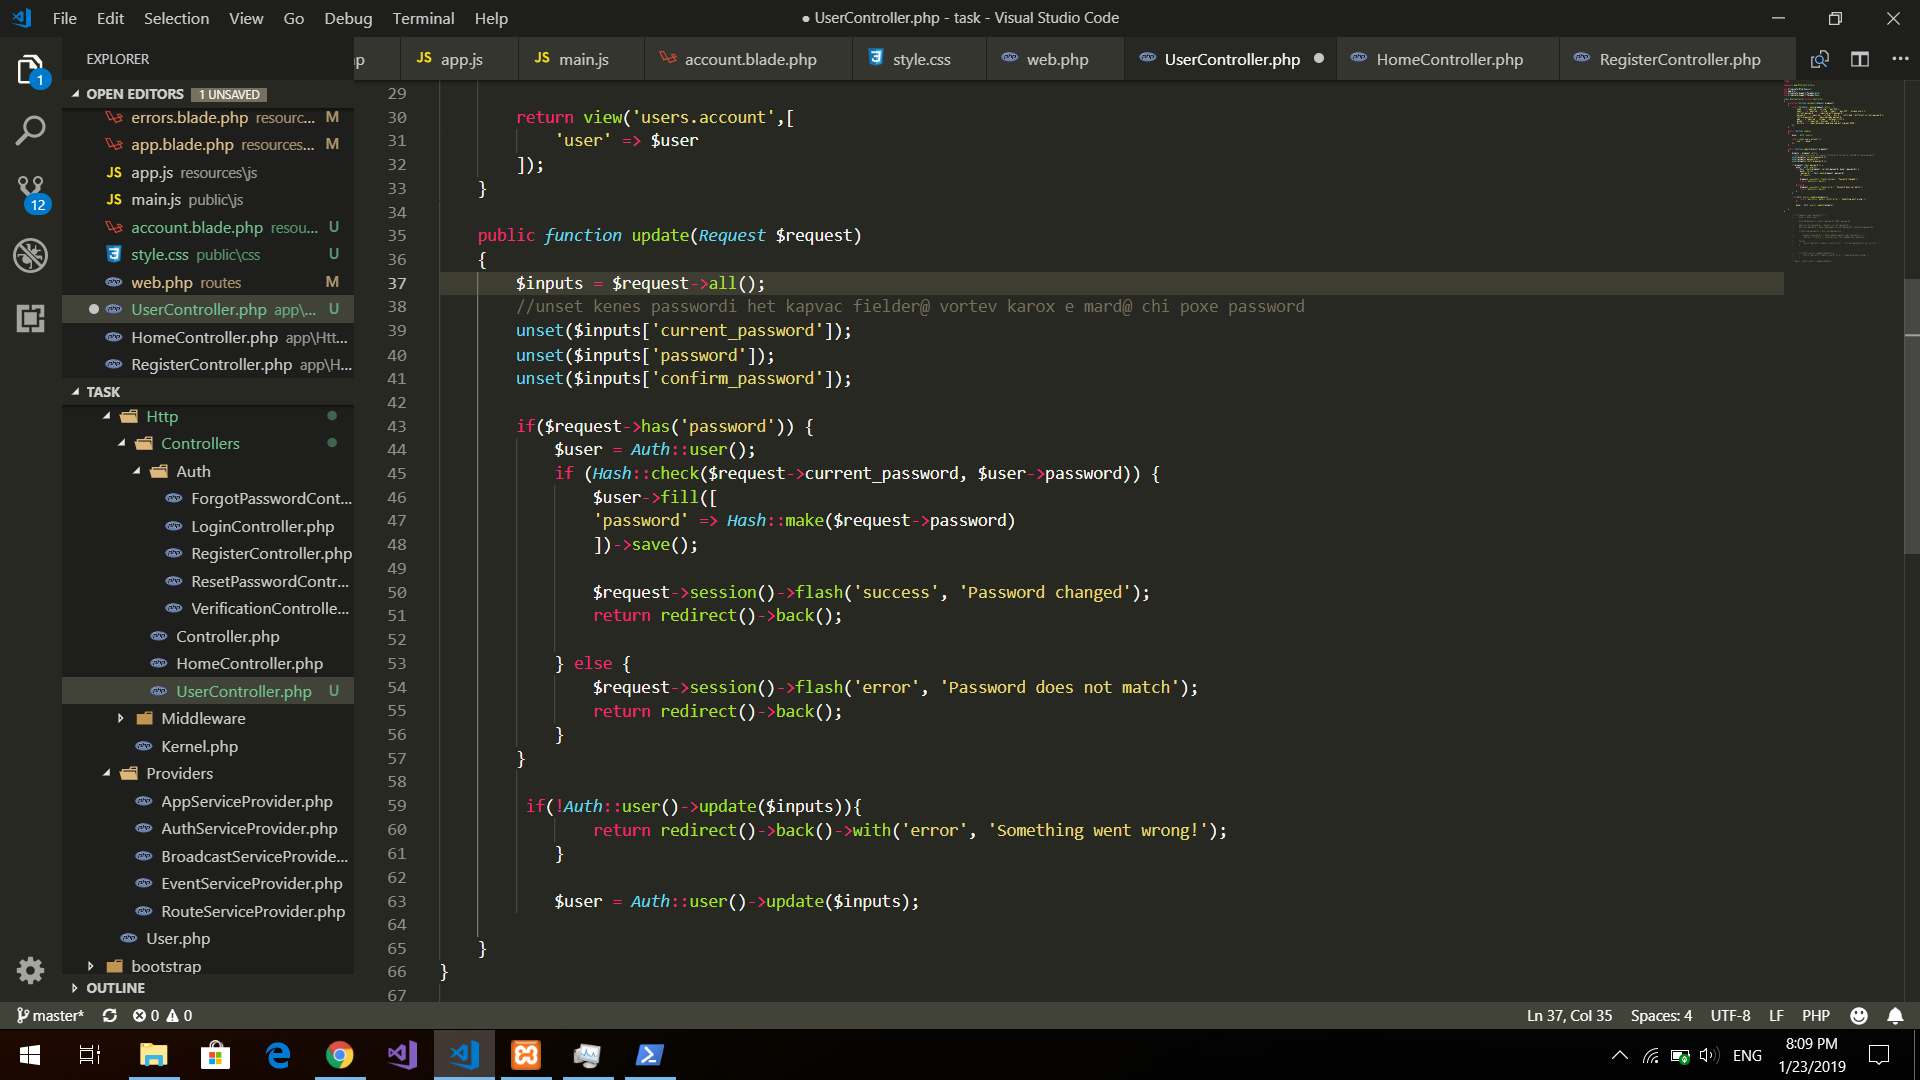 File Edit Selection View Go Debug Terminal Help
● UserController.php - task - Visual Studio Code
EXPLORER
p
JS app.js
JS main.js
account.blade.php
style.css
web.php
UserController.php
HomeController.php
RegisterController.php
1
12
OPEN EDITORS 1 UNSAVED
errors.blade.php resourc... M
app.blade.php resources... M
JS app.js resources\js
JS main.js public\js
account.blade.php resou... U
style.css public\css U
web.php routes M
UserController.php app\... U
HomeController.php app\Htt...
RegisterController.php app\H...
TASK
Http
Controllers
Auth
ForgotPasswordCont...
LoginController.php
RegisterController.php
ResetPasswordContr...
VerificationControlle...
Controller.php
HomeController.php
UserController.php U
Middleware
Kernel.php
Providers
AppServiceProvider.php
AuthServiceProvider.php
BroadcastServiceProvide...
EventServiceProvider.php
RouteServiceProvider.php
User.php
bootstrap
OUTLINE
29
30 return view('users.account',[
31 'user' => $user
32 ]);
33 }
34
35 public function update(Request $request)
36 {
37 $inputs = $request->all();
38 //unset kenes passwordi het kapvac fielder@ vortev karox e mard@ chi poxe password
39 unset($inputs['current_password']);
40 unset($inputs['password']);
41 unset($inputs['confirm_password']);
42
43 if($request->has('password')) {
44 $user = Auth::user();
45 if (Hash::check($request->current_password, $user->password)) {
46 $user->fill([
47 'password' => Hash::make($request->password)
48 ])->save();
49
50 $request->session()->flash('success', 'Password changed');
51 return redirect()->back();
52
53 } else {
54 $request->session()->flash('error', 'Password does not match');
55 return redirect()->back();
56 }
57 }
58
59 if(!Auth::user()->update($inputs)){
60 return redirect()->back()->with('error', 'Something went wrong!');
61 }
62
63 $user = Auth::user()->update($inputs);
64
65 }
66 }
67
master* 0 0
Ln 37, Col 35 Spaces: 4 UTF-8 LF PHP
ENG
8:09 PM
1/23/2019